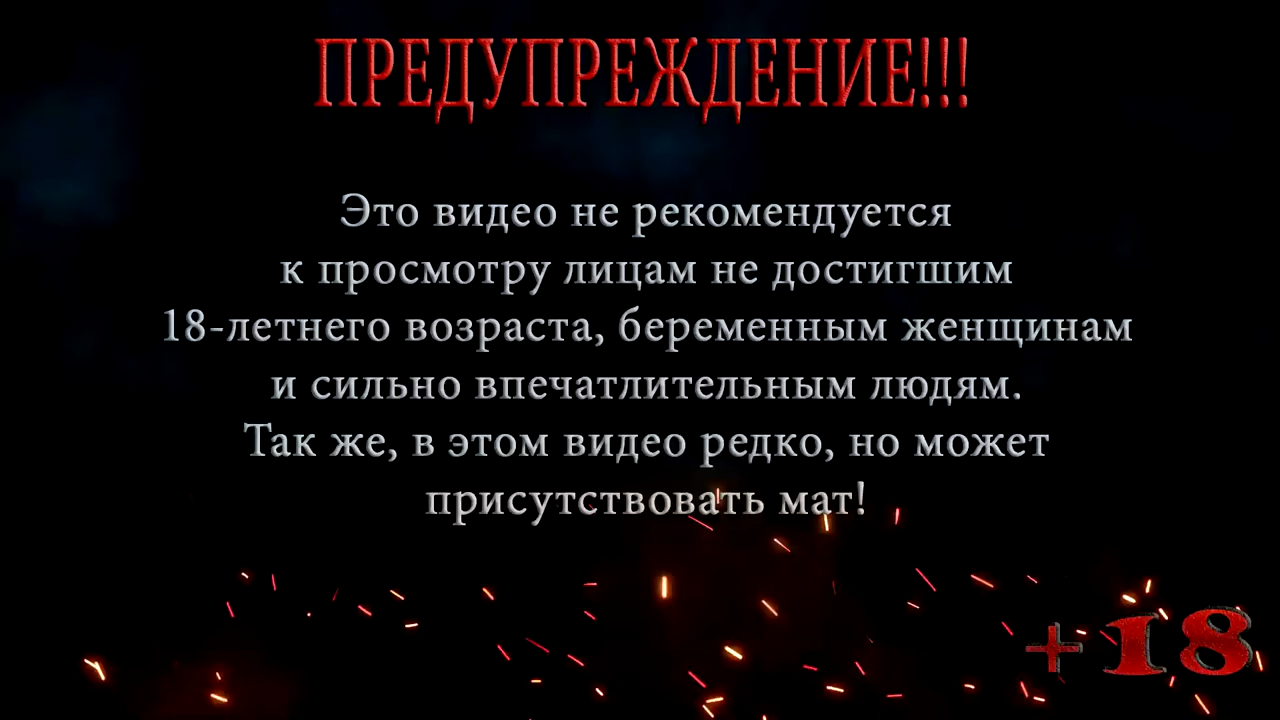 ПРЕДУПРЕЖДЕНИЕ!!!
Это видео не рекомендуется
к просмотру лицам не достигшим
18-летнего возраста, беременным женщинам
и сильно впечатлительным людям.
Так же, в этом видео редко, но может
присутствовать мат!
+18